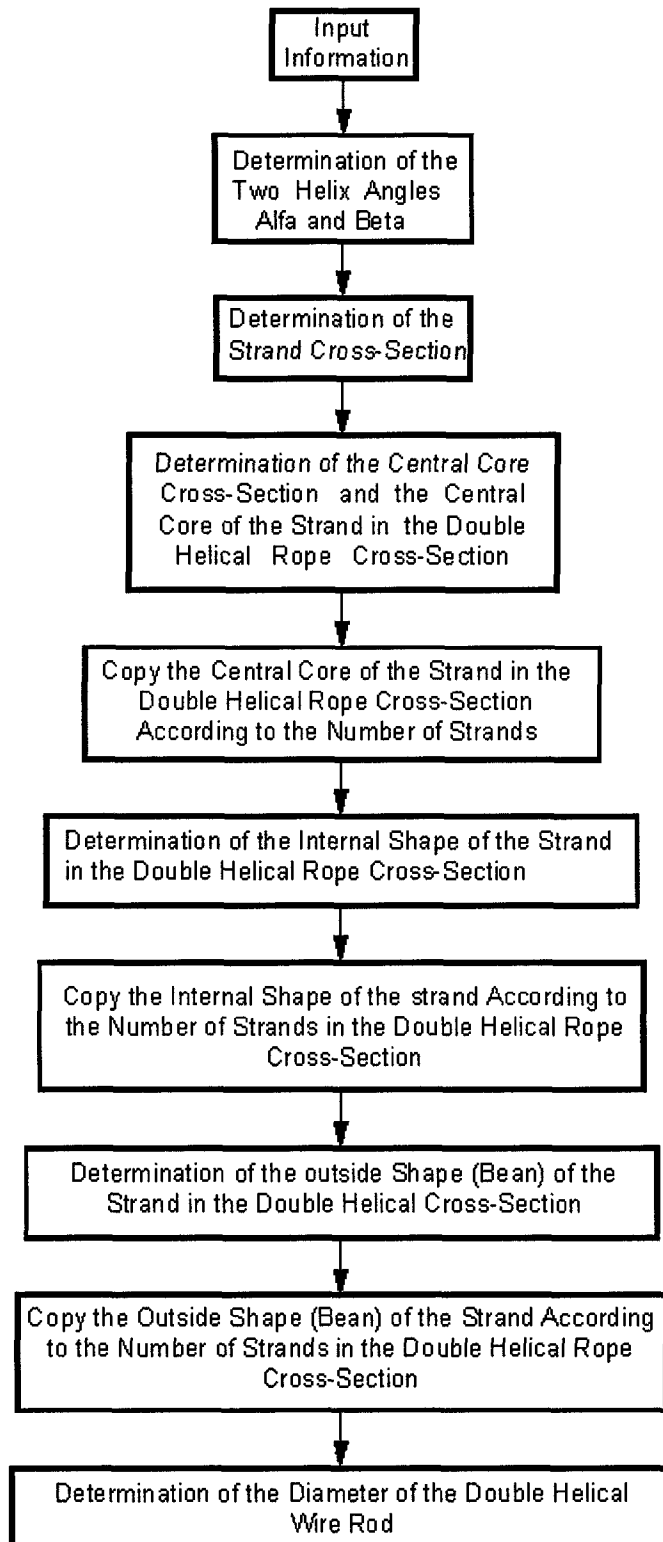 Input
Information
Determination of the
Two Helix Angles
Alfa and Beta
Determination of the
Strand Cross-Section
Determination of the Central Core
Cross-Section and the Central
Core of the Strand in the Double
Helical Rope Cross-Section
Copy the Central Core of the Strand in the
Double Helical Rope Cross-Section
According to the Number of Strands
Determination of the Internal Shape of the Strand
in the Double Helical Rope Cross-Section
Copy the Internal Shape of the strand According to
the Number of Strands in the Double Helical Rope
Cross-Section
Determination of the outside Shape (Bean) of the
Strand in the Double Helical Cross-Section
Copy the Outside Shape (Bean) of the Strand According
to the Number of Strands in the Double Helical Rope
Cross-Section
Determination of the Diameter of the Double Helical
Wire Rod